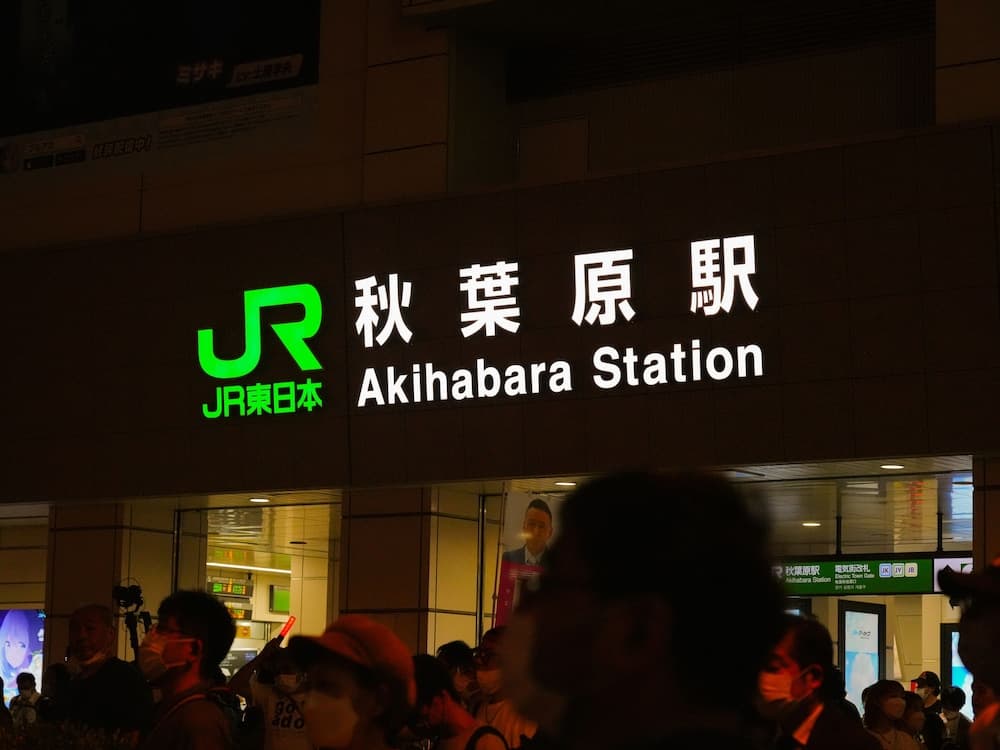 ミサキ
JR
JR東日本
秋葉原駅
Akihabara Station
秋葉原駅
Akihabara Station
電気街改札
Electric Town Gate
JK JY JB